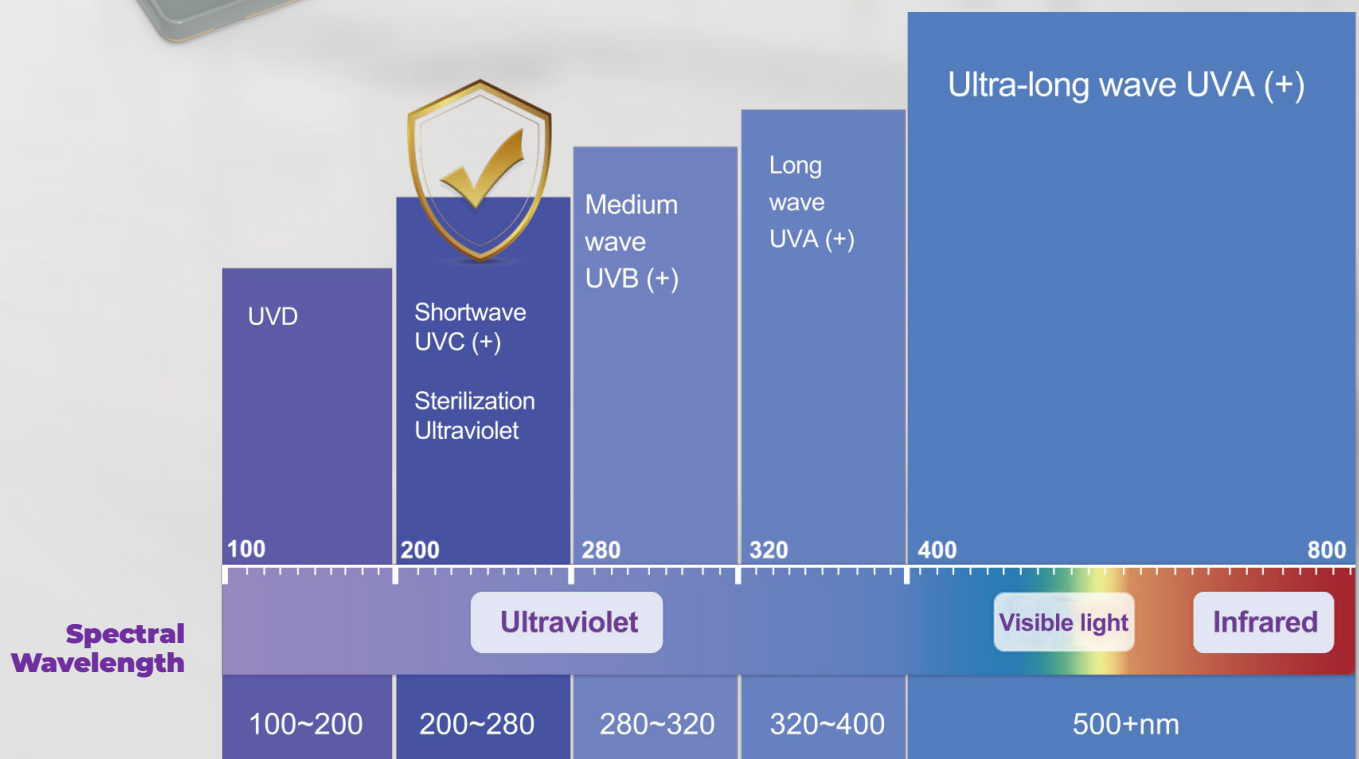 Ultra-long wave UVA (+)
Long
wave
UVA (+)
Medium
wave
UVB (+)
UVD
Shortwave
UVC (+)
Sterilization
Ultraviolet
100
200
280
320
400
800
Spectral
Wavelength
Ultraviolet
Visible light
Infrared
100~200
200~280
280~320
320~400
500+nm